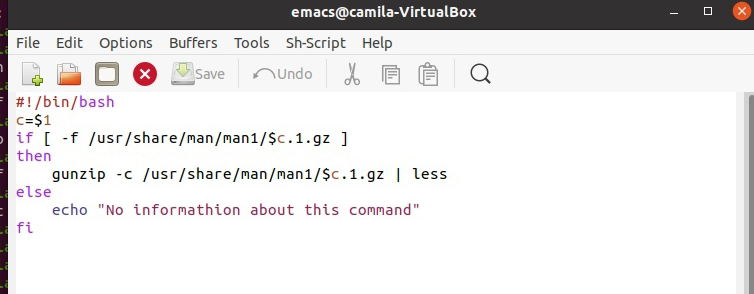 emacs@camila-VirtualBox
File Edit Options Buffers Tools Sh-Script Help
Save Undo
#!/bin/bash
c=$1
if [ -f /usr/share/man/man1/$c.1.gz ]
then
    gunzip -c /usr/share/man/man1/$c.1.gz | less
else
    echo "No informathion about this command"
fi